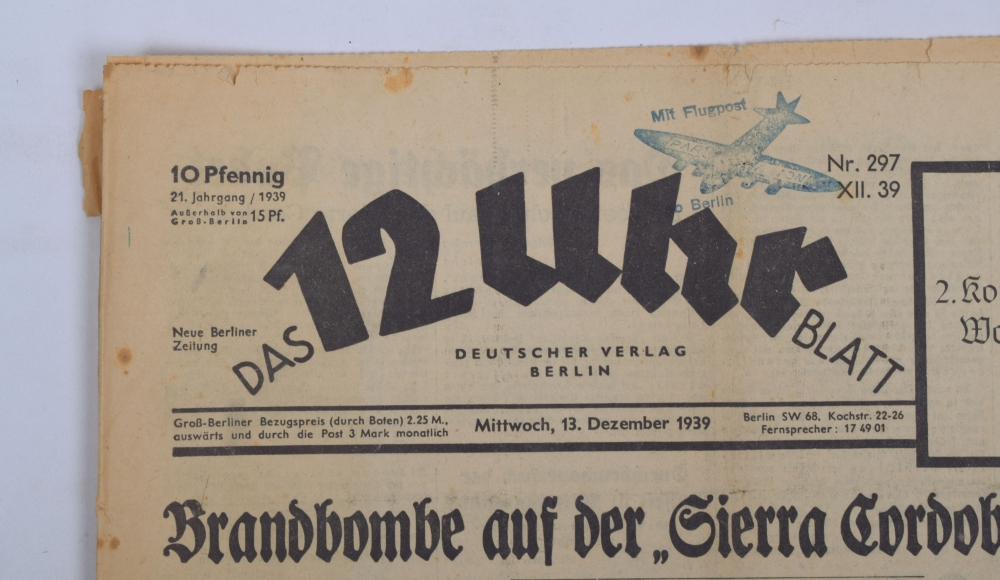 Mit Flugpost
Berlin
10 Pfennig
21. Jahrgang / 1939
Außerhalb von
Groß-Berlin 15 Pf.
Nr. 297
XII. 39
DAS 12 Uhr BLATT
Neue Berliner
Zeitung
DEUTSCHER VERLAG
BERLIN
Groß-Berliner Bezugspreis (durch Boten) 2.25 M.,
auswärts und durch die Post 3 Mark monatlich
Mittwoch, 13. Dezember 1939
Berlin SW 68. Kochstr. 22-26
Fernsprecher: 17 49 01
2. Ko
Brandbombe auf der „Sierra Cordob